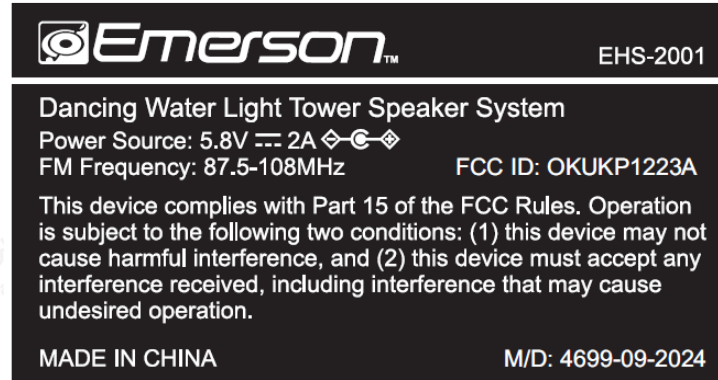 Emerson™
EHS-2001
Dancing Water Light Tower Speaker System
Power Source: 5.8V ⎓ 2A
FM Frequency: 87.5-108MHz
FCC ID: OKUKP1223A
This device complies with Part 15 of the FCC Rules. Operation
is subject to the following two conditions: (1) this device may not
cause harmful interference, and (2) this device must accept any
interference received, including interference that may cause
undesired operation.
MADE IN CHINA
M/D: 4699-09-2024